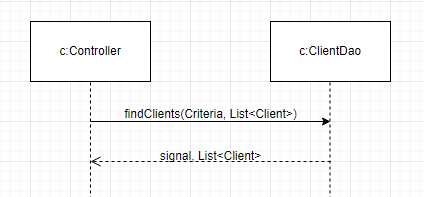 c:Controller
c:ClientDao
findClients(Criteria, List<Client>)
signal, List<Client>